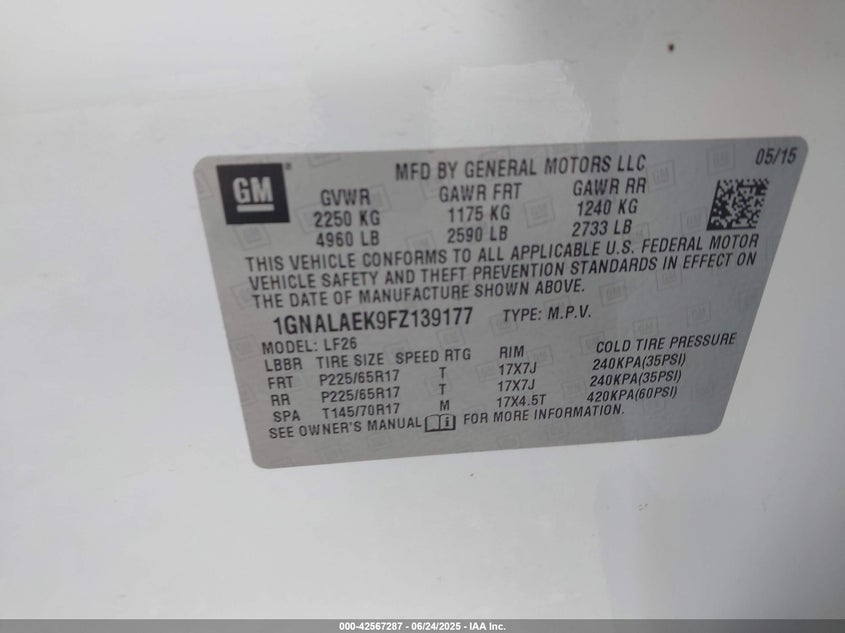 GM
MFD BY GENERAL MOTORS LLC 05/15
GVWR GAWR FRT GAWR RR
2250 KG 1175 KG 1240 KG
4960 LB 2590 LB 2733 LB
THIS VEHICLE CONFORMS TO ALL APPLICABLE U.S. FEDERAL MOTOR
VEHICLE SAFETY AND THEFT PREVENTION STANDARDS IN EFFECT ON
THE DATE OF MANUFACTURE SHOWN ABOVE.
1GNALAEK9FZ139177 TYPE: M.P.V.
MODEL: LF26
LBBR TIRE SIZE SPEED RTG RIM COLD TIRE PRESSURE
FRT P225/65R17 T 17X7J 240KPA(35PSI)
RR P225/65R17 T 17X7J 240KPA(35PSI)
SPA T145/70R17 M 17X4.5T 420KPA(60PSI)
SEE OWNER'S MANUAL FOR MORE INFORMATION.
000-42567287 - 06/24/2025 - IAA Inc.